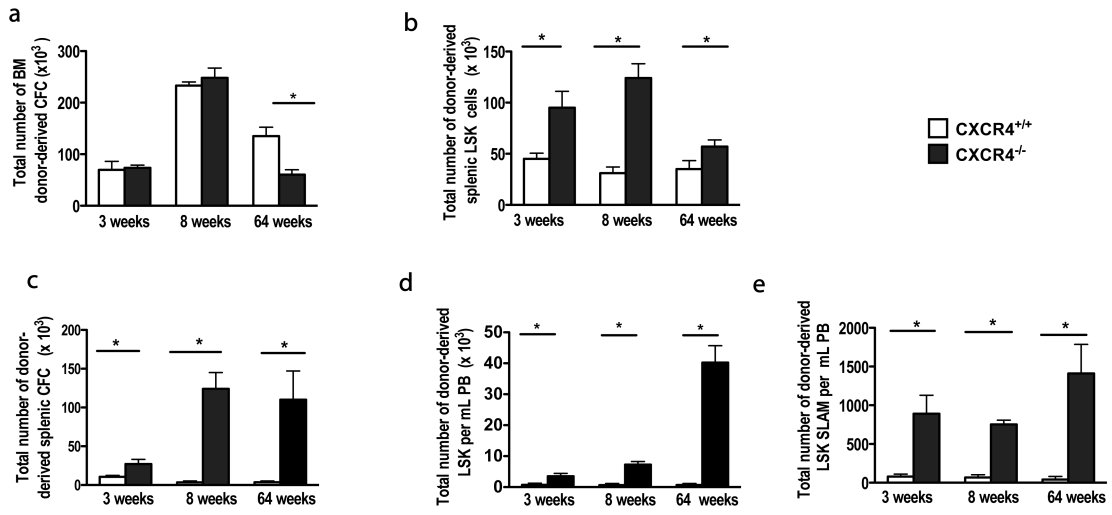 a
Total number of BM
donor-derived CFC (x10³)
300
200
100
0
*
3 weeks
8 weeks
64 weeks
b
Total number of donor-derived
splenic LSK cells (x 10³)
150
100
50
0
*
*
*
3 weeks
8 weeks
64 weeks
CXCR4+/+
CXCR4-/-
c
Total number of donor-
derived splenic CFC (x 10³)
200
150
100
50
0
*
*
*
3 weeks
8 weeks
64 weeks
d
Total number of donor-derived
LSK per mL PB (x 10³)
50
40
30
20
10
0
*
*
*
3 weeks
8 weeks
64 weeks
e
Total number of donor-derived
LSK SLAM per mL PB
2000
1500
1000
500
0
*
*
*
3 weeks
8 weeks
64 weeks